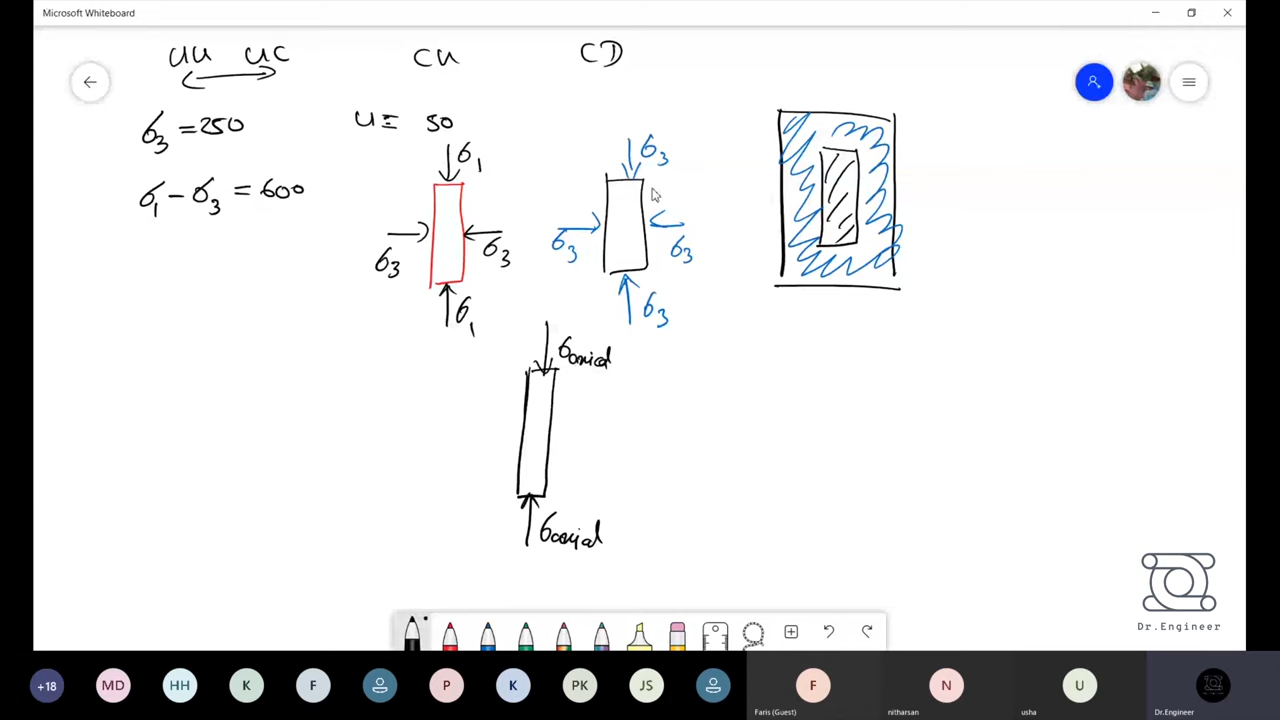 Microsoft Whiteboard
UU UC CU CD
σ3 = 250
U = 50
σ1 - σ3 = 600
σ1
σ3
σ3
σ1
σ3
σ3
σ3
σ3
σaxial
σaxial
Dr.Engineer
+18 MD HH K F P K PK JS F N U
Faris (Guest) nitharsan usha Dr.Engineer